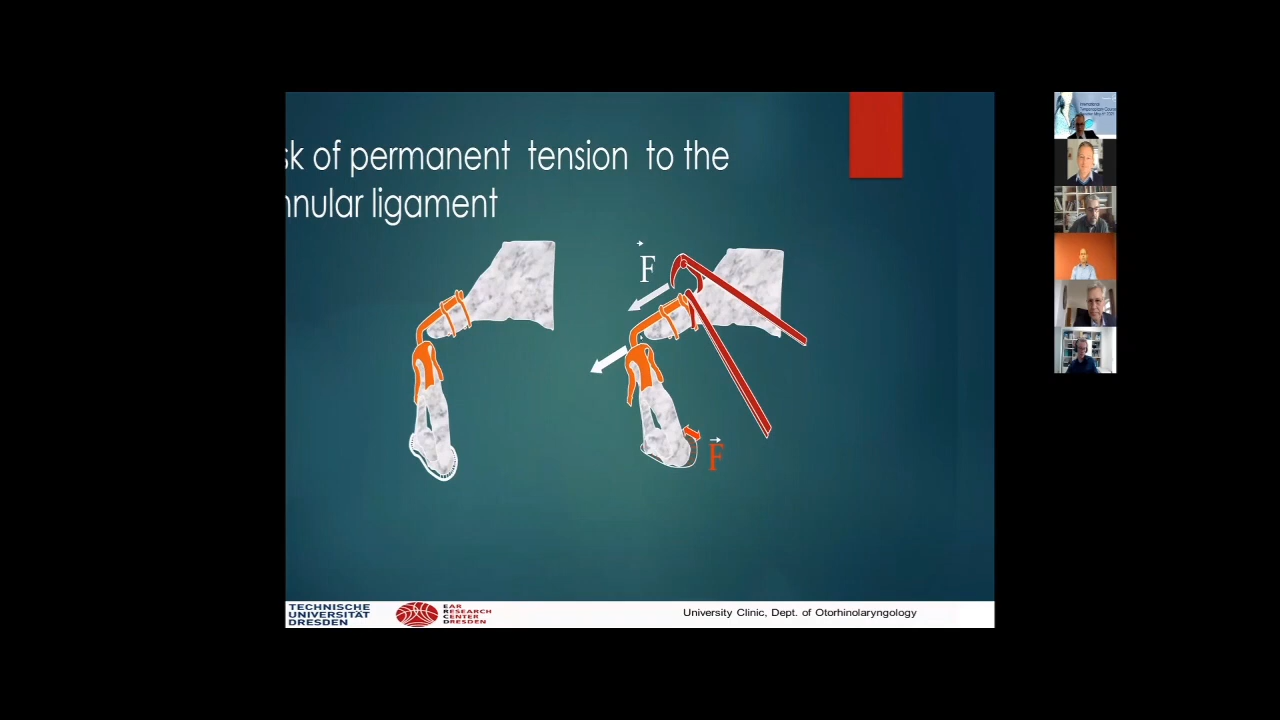 sk of permanent tension to the
nnular ligament
F
F
TECHNISCHE
UNIVERSITÄT
DRESDEN
EAR
RESEARCH
CENTER
DRESDEN
University Clinic, Dept. of Otorhinolaryngology
International